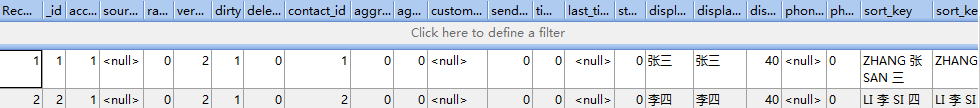 Rec... _id acc... sour... ra... ver... dirty dele... contact_id aggr... ag... custom... send... ti... last_ti... st... displ... displa... dis... phon... ph... sort_key sort_ke
Click here to define a filter
1 1 1 <null> 0 2 1 0 1 0 0 <null> 0 0 <null> 0 张三 张三 40 <null> 0 ZHANG 张 ZHANG
SAN 三
2 2 1 <null> 0 2 1 0 2 0 0 <null> 0 0 <null> 0 李四 李四 40 <null> 0 LI 李 SI 四 LI 李 SI 四